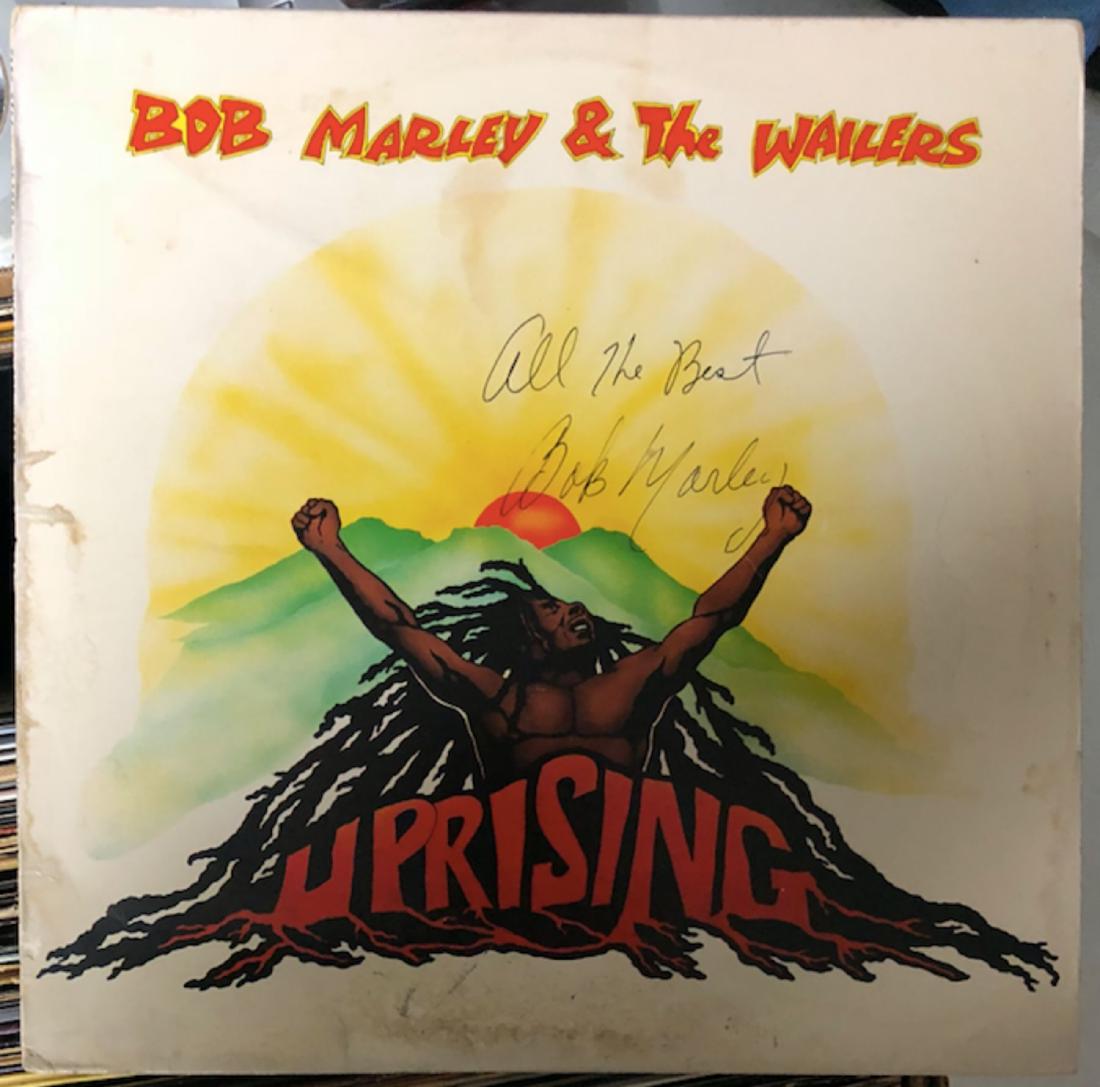 BOB MARLEY & The WAILERS
All The Best
Bob Marley
UPRISING